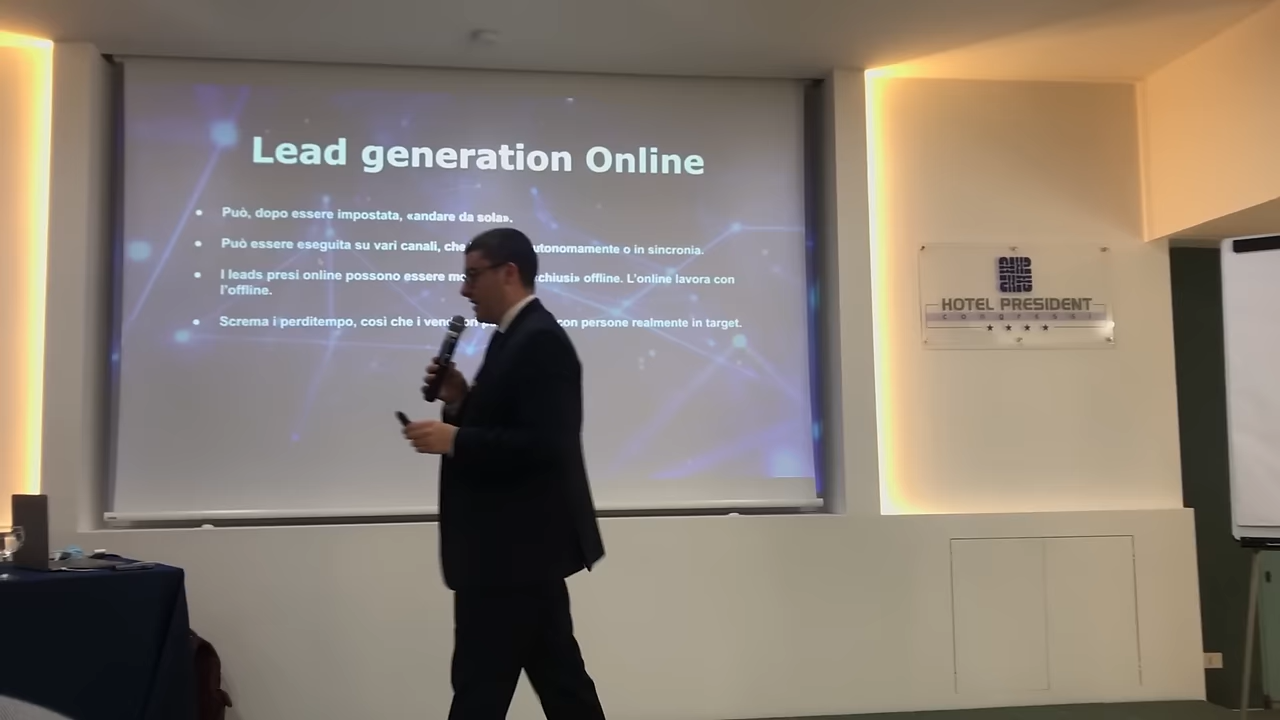 Lead generation Online
Può, dopo essere impostata, «andare da sola».
Può essere eseguita su vari canali, che autonomamente o in sincronia.
I leads presi online possono essere «chiusi» offline. L'online lavora con
l'offline.
Screma i perditempo, così che i con persone realmente in target.
HOTEL PRESIDENT
congressi